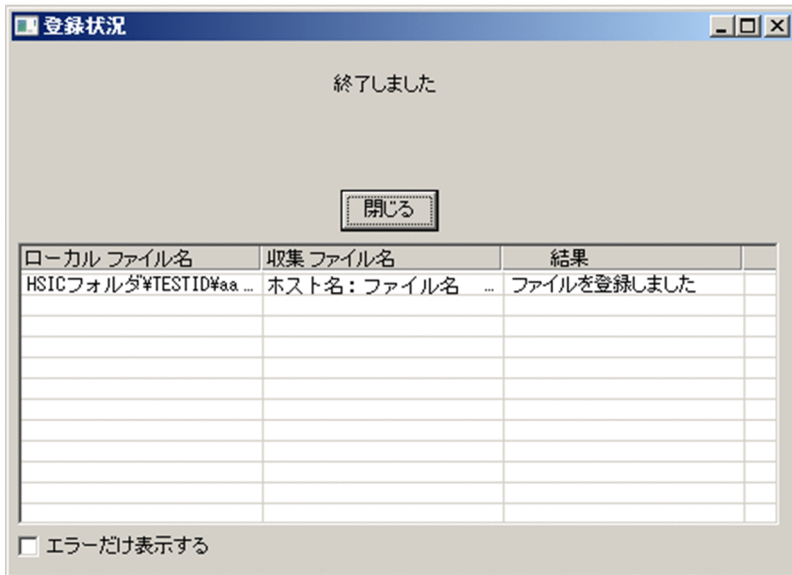 登録状況
終了しました
閉じる
ローカル ファイル名 収集 ファイル名 結果
HSICフォルダ¥TESTID¥aa ... ホスト名：ファイル名 ... ファイルを登録しました
エラーだけ表示する